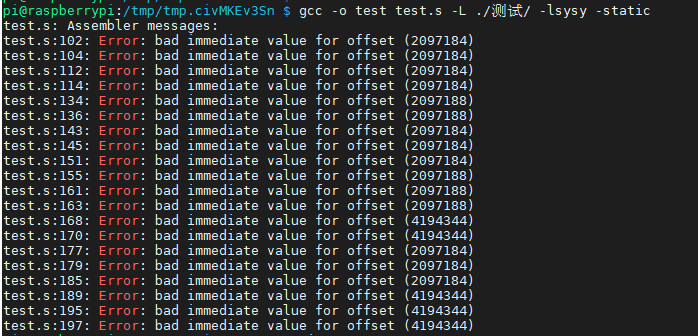 pi@raspberrypi:/tmp/tmp.civMKEv3Sn $ gcc -o test test.s -L ./测试/ -lsysy -static
test.s: Assembler messages:
test.s:102: Error: bad immediate value for offset (2097184)
test.s:104: Error: bad immediate value for offset (2097184)
test.s:112: Error: bad immediate value for offset (2097184)
test.s:114: Error: bad immediate value for offset (2097184)
test.s:134: Error: bad immediate value for offset (2097188)
test.s:136: Error: bad immediate value for offset (2097188)
test.s:143: Error: bad immediate value for offset (2097184)
test.s:145: Error: bad immediate value for offset (2097184)
test.s:151: Error: bad immediate value for offset (2097184)
test.s:155: Error: bad immediate value for offset (2097188)
test.s:161: Error: bad immediate value for offset (2097188)
test.s:163: Error: bad immediate value for offset (2097188)
test.s:168: Error: bad immediate value for offset (4194344)
test.s:170: Error: bad immediate value for offset (4194344)
test.s:177: Error: bad immediate value for offset (2097184)
test.s:179: Error: bad immediate value for offset (2097184)
test.s:185: Error: bad immediate value for offset (2097184)
test.s:189: Error: bad immediate value for offset (4194344)
test.s:195: Error: bad immediate value for offset (4194344)
test.s:197: Error: bad immediate value for offset (4194344)